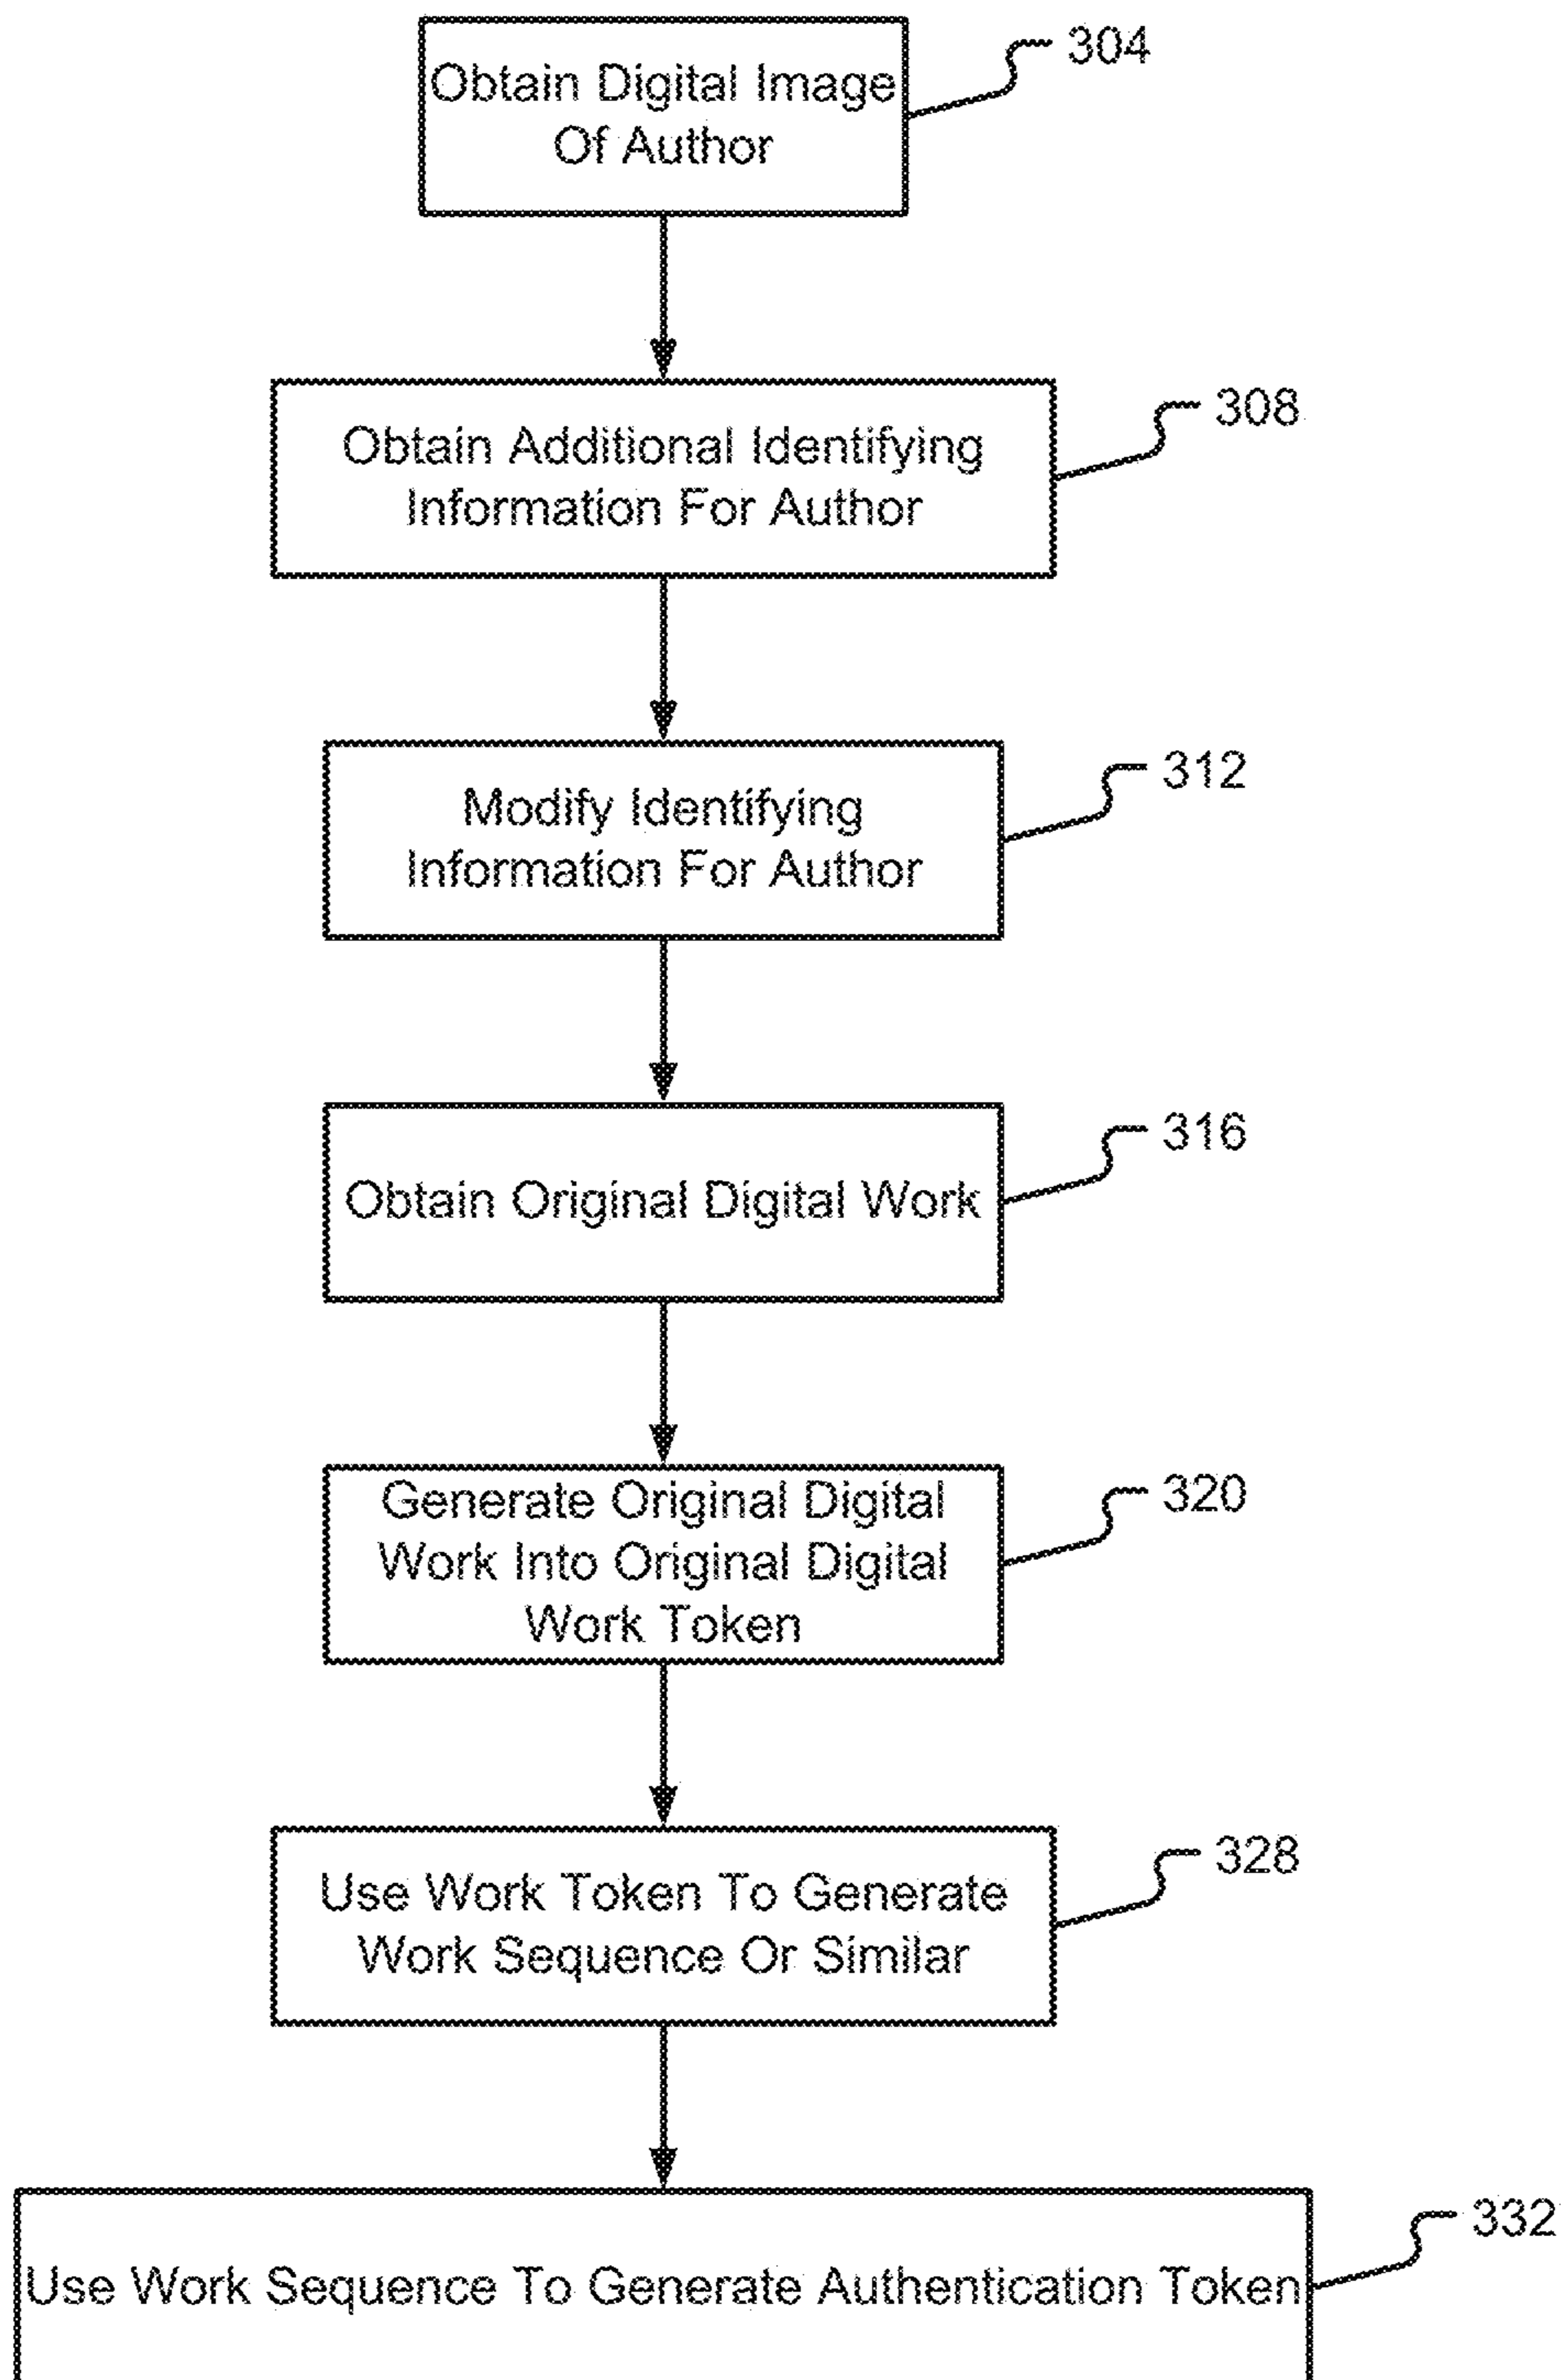 304
Obtain Digital Image
Of Author
308
Obtain Additional Identifying
Information For Author
312
Modify Identifying
Information For Author
316
Obtain Original Digital Work
320
Generate Original Digital
Work Into Original Digital
Work Token
328
Use Work Token To Generate
Work Sequence Or Similar
332
Use Work Sequence To Generate Authentication Token